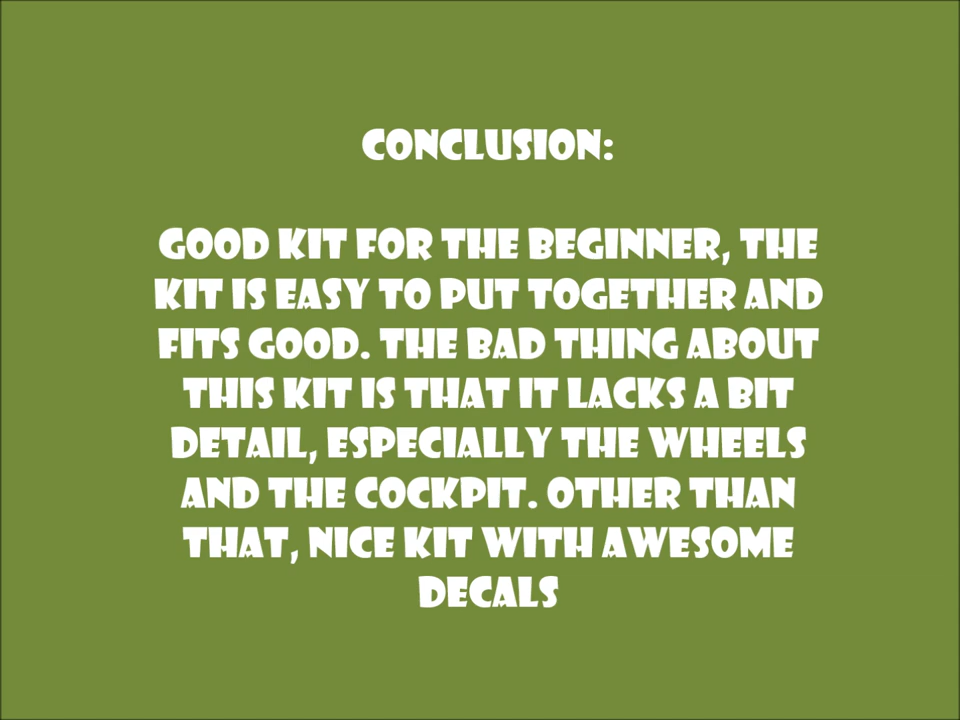 CONCLUSION:
GOOD KIT FOR THE BEGINNER, THE
KIT IS EASY TO PUT TOGETHER AND
FITS GOOD. THE BAD THING ABOUT
THIS KIT IS THAT IT LACKS A BIT
DETAIL, ESPECIALLY THE WHEELS
AND THE COCKPIT. OTHER THAN
THAT, NICE KIT WITH AWESOME
DECALS